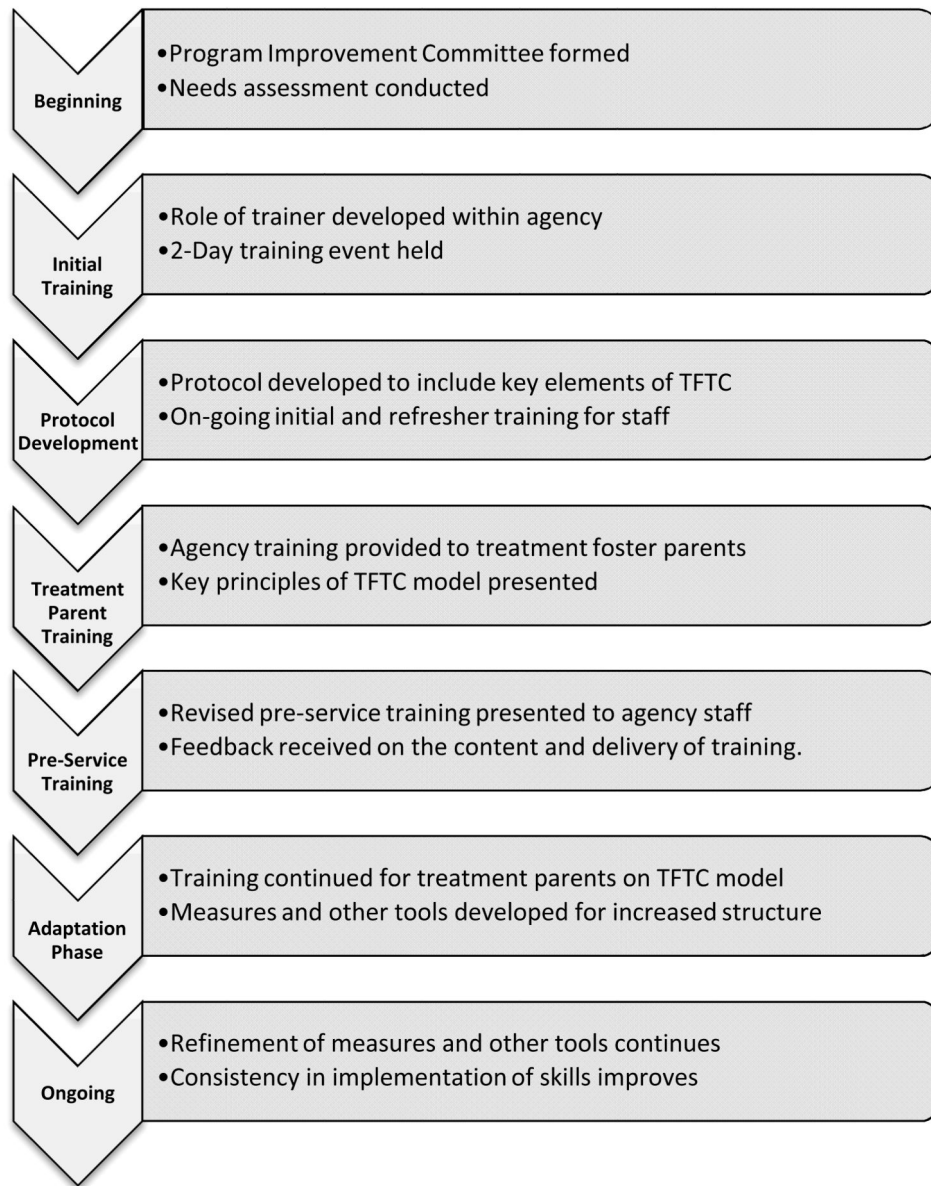 Beginning
•Program Improvement Committee formed
•Needs assessment conducted
Initial
Training
•Role of trainer developed within agency
•2-Day training event held
Protocol
Development
•Protocol developed to include key elements of TFTC
•On-going initial and refresher training for staff
Treatment
Parent
Training
•Agency training provided to treatment foster parents
•Key principles of TFTC model presented
Pre-Service
Training
•Revised pre-service training presented to agency staff
•Feedback received on the content and delivery of training.
Adaptation
Phase
•Training continued for treatment parents on TFTC model
•Measures and other tools developed for increased structure
Ongoing
•Refinement of measures and other tools continues
•Consistency in implementation of skills improves